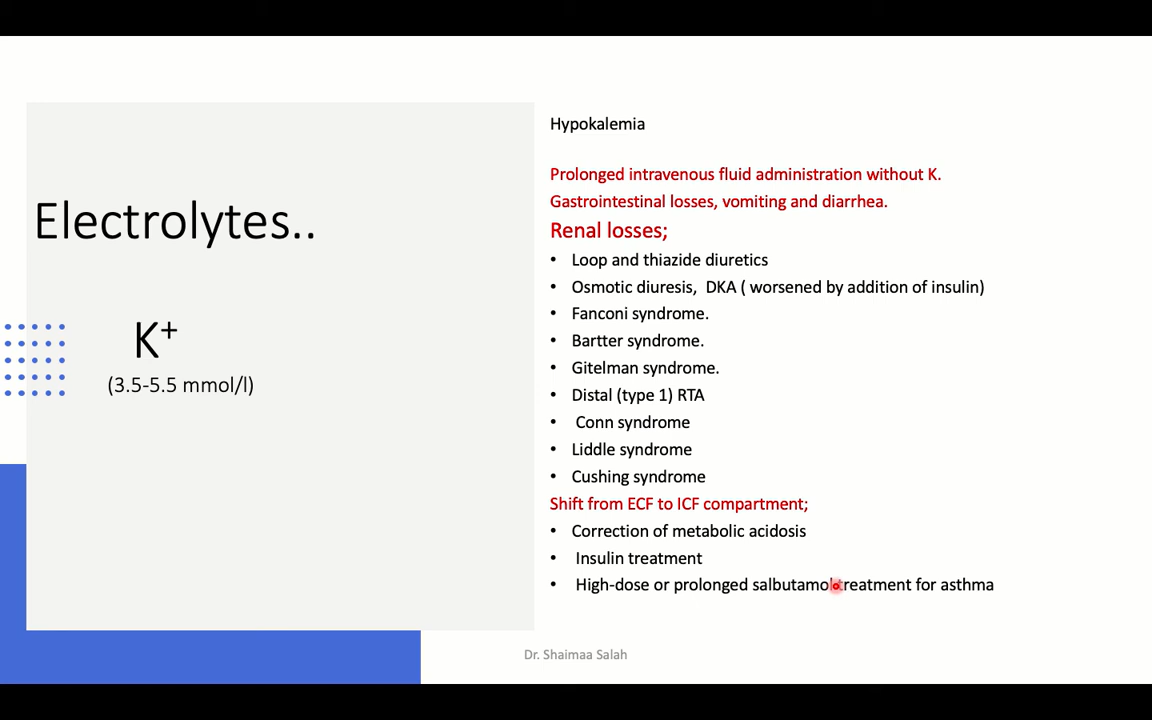 Electrolytes..
K+
(3.5-5.5 mmol/l)
Hypokalemia
Prolonged intravenous fluid administration without K.
Gastrointestinal losses, vomiting and diarrhea.
Renal losses;
• Loop and thiazide diuretics
• Osmotic diuresis, DKA ( worsened by addition of insulin)
• Fanconi syndrome.
• Bartter syndrome.
• Gitelman syndrome.
• Distal (type 1) RTA
• Conn syndrome
• Liddle syndrome
• Cushing syndrome
Shift from ECF to ICF compartment;
• Correction of metabolic acidosis
• Insulin treatment
• High-dose or prolonged salbutamol treatment for asthma
Dr. Shaimaa Salah